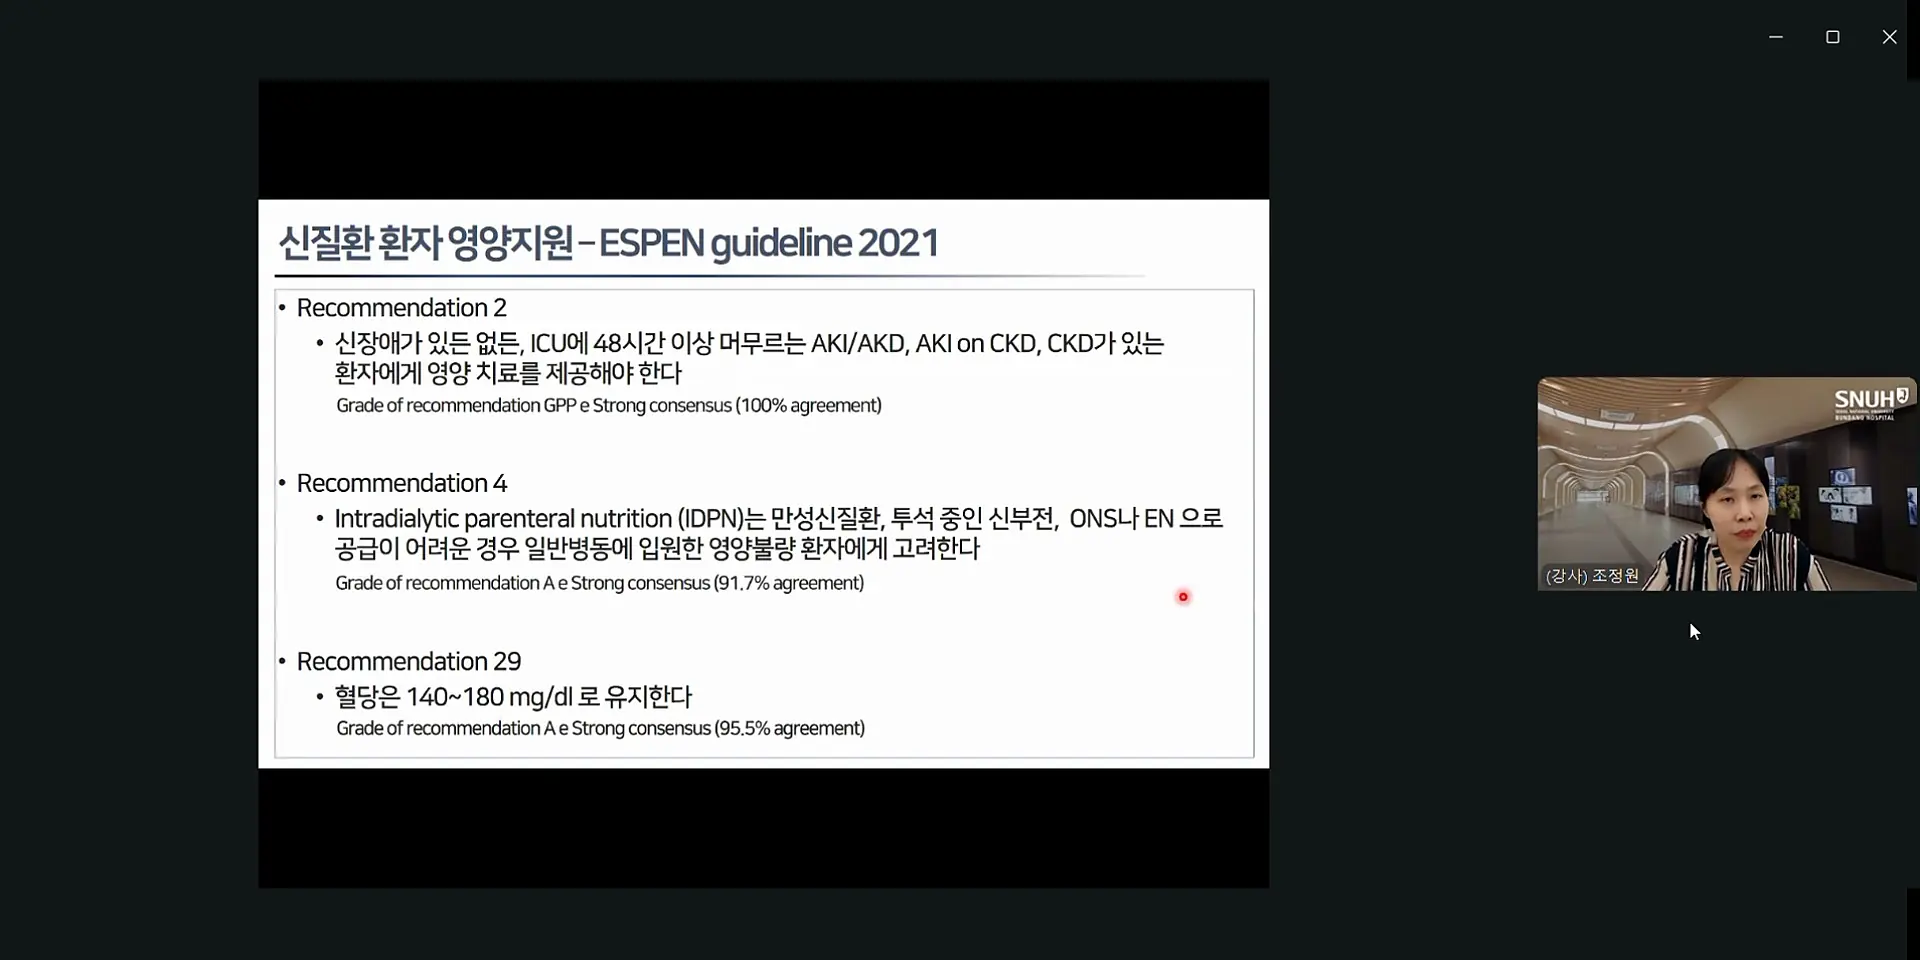 신질환 환자 영양지원 – ESPEN guideline 2021
• Recommendation 2
• 신장애가 있든 없든, ICU에 48시간 이상 머무르는 AKI/AKD, AKI on CKD, CKD가 있는
환자에게 영양 치료를 제공해야 한다
Grade of recommendation GPP e Strong consensus (100% agreement)
• Recommendation 4
• Intradialytic parenteral nutrition (IDPN)는 만성신질환, 투석 중인 신부전, ONS나 EN 으로
공급이 어려운 경우 일반병동에 입원한 영양불량 환자에게 고려한다
Grade of recommendation A e Strong consensus (91.7% agreement)
• Recommendation 29
• 혈당은 140~180 mg/dl 로 유지한다
Grade of recommendation A e Strong consensus (95.5% agreement)
SNUH
SEOUL NATIONAL UNIVERSITY
BUNDANG HOSPITAL
(강사) 조정원